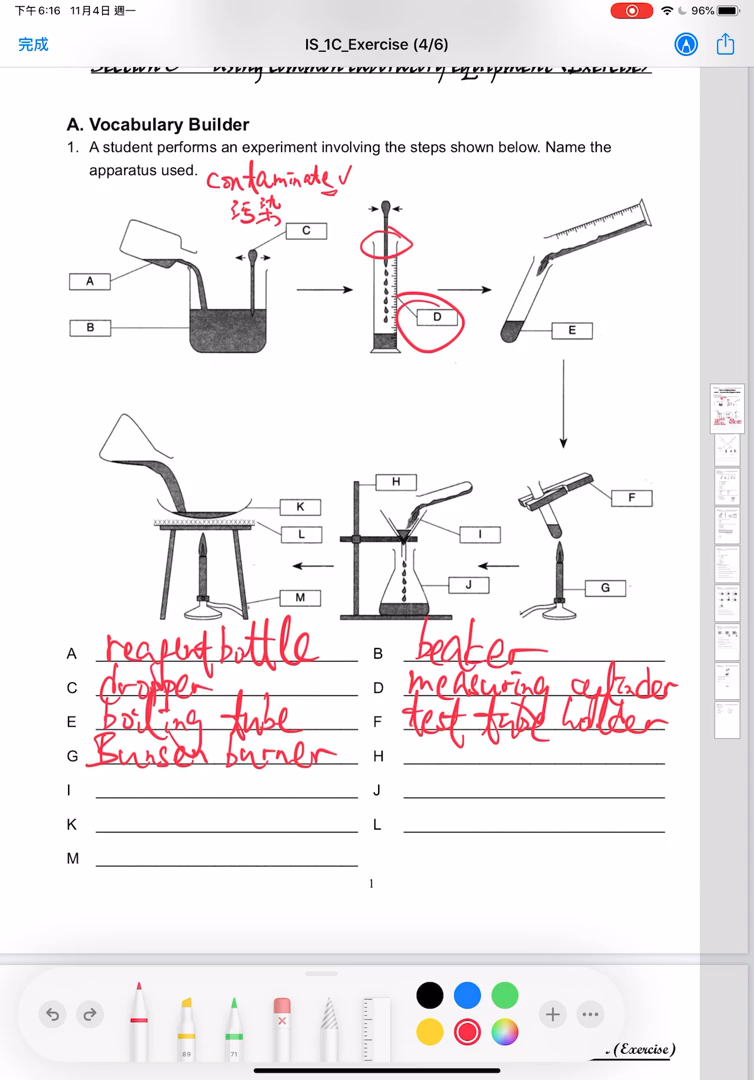 下午6:16 11月4日 週一 96%
完成 IS_1C_Exercise (4/6)
A. Vocabulary Builder
1. A student performs an experiment involving the steps shown below. Name the
apparatus used.
contaminate ✓
污染
C
A
D
B
E
H
F
K
L
I
J
G
M
A reagent bottle B beaker
C dropper D measuring cylinder
E boiling tube F test tube holder
G Bunsen burner H
I J
K L
M
1
89 71
. (Exercise)